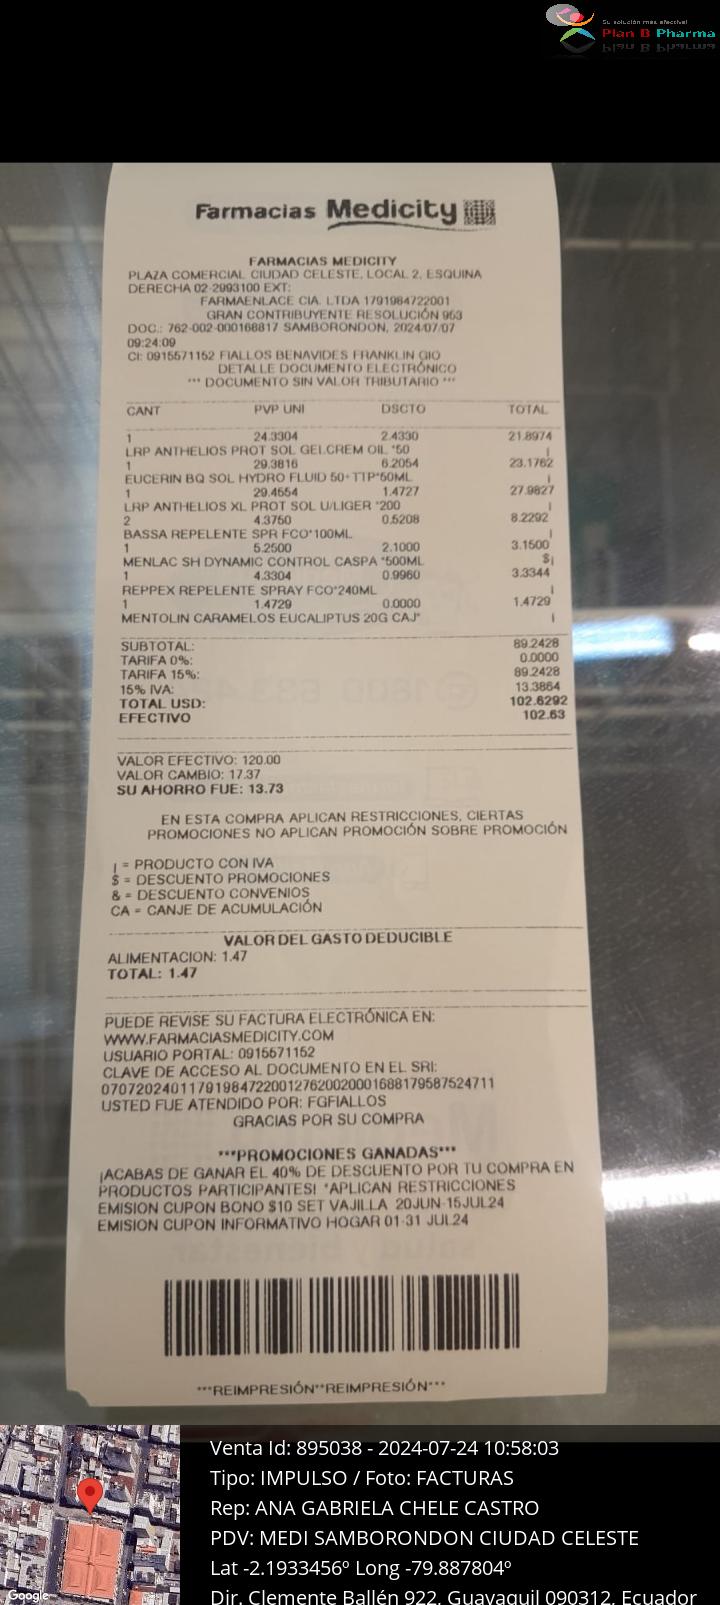 Su solución más efectiva!
Plan B Pharma
Farmacias Medicity
FARMACIAS MEDICITY
PLAZA COMERCIAL CIUDAD CELESTE, LOCAL 2, ESQUINA
DERECHA 02-2993100 EXT:
FARMAENLACE CIA. LTDA 1791984722001
GRAN CONTRIBUYENTE RESOLUCIÓN 953
DOC.: 762-002-000168817 SAMBORONDON, 2024/07/07
09:24:09
CI: 0915571152 FIALLOS BENAVIDES FRANKLIN GIO
DETALLE DOCUMENTO ELECTRÓNICO
*** DOCUMENTO SIN VALOR TRIBUTARIO ***
CANT PVP UNI DSCTO TOTAL
1 24.3304 2.4330 21.8974
LRP ANTHELIOS PROT SOL GEL.CREM OIL *50 |
1 29.3816 6.2054 23.1762
EUCERIN BQ SOL HYDRO FLUID 50+TTP*50ML |
1 29.4554 1.4727 27.9827
LRP ANTHELIOS XL PROT SOL U/LIGER *200 |
2 4.3750 0.5208 8.2292
BASSA REPELENTE SPR FCO*100ML |
1 5.2500 2.1000 3.1500
MENLAC SH DYNAMIC CONTROL CASPA *500ML $|
1 4.3304 0.9960 3.3344
REPPEX REPELENTE SPRAY FCO*240ML |
1 1.4729 0.0000 1.4729
MENTOLIN CARAMELOS EUCALIPTUS 20G CAJ* |
SUBTOTAL: 89.2428
TARIFA 0%: 0.0000
TARIFA 15%: 89.2428
15% IVA: 13.3864
TOTAL USD: 102.6292
EFECTIVO 102.63
VALOR EFECTIVO: 120.00
VALOR CAMBIO: 17.37
SU AHORRO FUE: 13.73
EN ESTA COMPRA APLICAN RESTRICCIONES, CIERTAS
PROMOCIONES NO APLICAN PROMOCIÓN SOBRE PROMOCIÓN
| = PRODUCTO CON IVA
$ = DESCUENTO PROMOCIONES
& = DESCUENTO CONVENIOS
CA = CANJE DE ACUMULACIÓN
VALOR DEL GASTO DEDUCIBLE
ALIMENTACION: 1.47
TOTAL: 1.47
PUEDE REVISE SU FACTURA ELECTRÓNICA EN:
WWW.FARMACIASMEDICITY.COM
USUARIO PORTAL: 0915571152
CLAVE DE ACCESO AL DOCUMENTO EN EL SRI:
0707202401179198472200127620020001688179587524711
USTED FUE ATENDIDO POR: FGFIALLOS
GRACIAS POR SU COMPRA
***PROMOCIONES GANADAS***
¡ACABAS DE GANAR EL 40% DE DESCUENTO POR TU COMPRA EN
PRODUCTOS PARTICIPANTES! *APLICAN RESTRICCIONES
EMISION CUPON BONO $10 SET VAJILLA 20JUN-15JUL24
EMISION CUPON INFORMATIVO HOGAR 01-31 JUL24
***REIMPRESIÓN**REIMPRESIÓN***
Google
Venta Id: 895038 - 2024-07-24 10:58:03
Tipo: IMPULSO / Foto: FACTURAS
Rep: ANA GABRIELA CHELE CASTRO
PDV: MEDI SAMBORONDON CIUDAD CELESTE
Lat -2.1933456º Long -79.887804º
Dir. Clemente Ballén 922, Guayaquil 090312, Ecuador